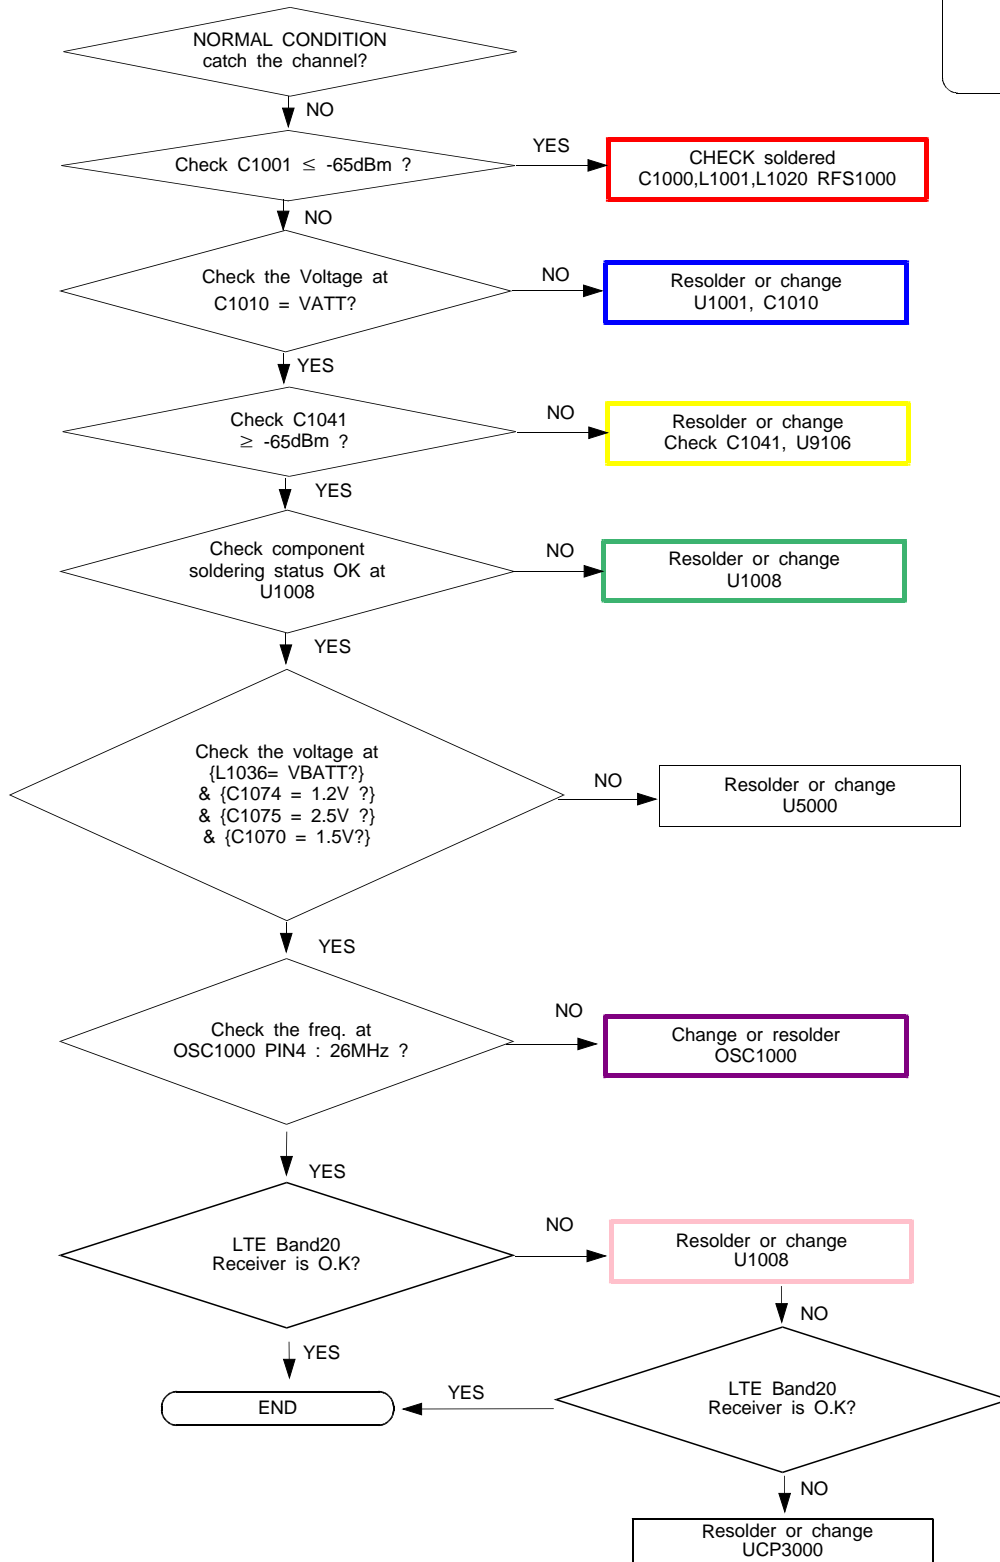 NORMAL CONDITION
catch the channel?
NO
Check C1001 ≤ -65dBm ?
YES
CHECK soldered
C1000,L1001,L1020 RFS1000
NO
Check the Voltage at
C1010 = VATT?
NO
Resolder or change
U1001, C1010
YES
Check C1041
≥ -65dBm ?
NO
Resolder or change
Check C1041, U9106
YES
Check component
soldering status OK at
U1008
NO
Resolder or change
U1008
YES
Check the voltage at
{L1036= VBATT?}
& {C1074 = 1.2V ?}
& {C1075 = 2.5V ?}
& {C1070 = 1.5V?}
NO
Resolder or change
U5000
YES
Check the freq. at
OSC1000 PIN4 : 26MHz ?
NO
Change or resolder
OSC1000
YES
LTE Band20
Receiver is O.K?
NO
Resolder or change
U1008
NO
YES
LTE Band20
Receiver is O.K?
YES
END
NO
Resolder or change
UCP3000